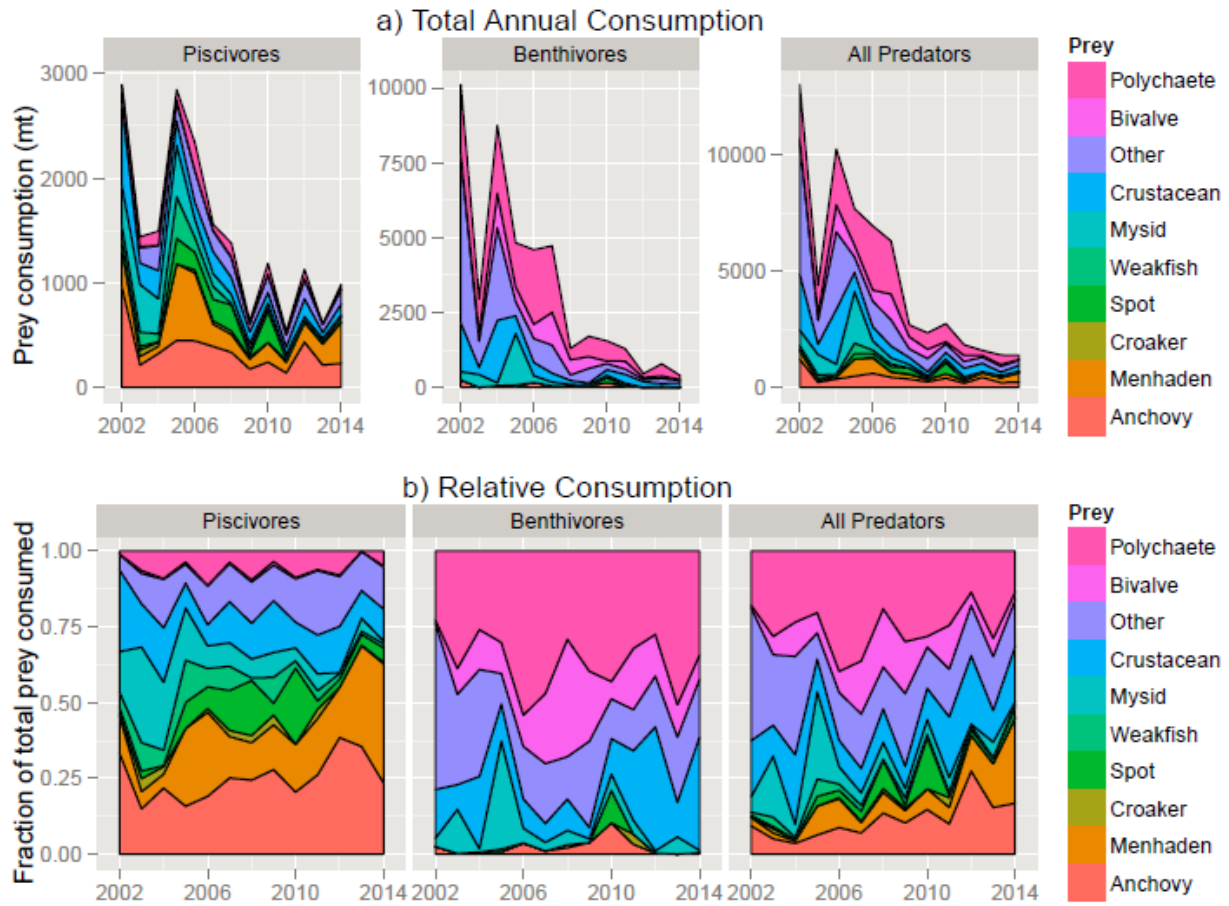 a) Total Annual Consumption
Piscivores
Benthivores
All Predators
Prey consumption (mt)
3000
2000
1000
0
10000
7500
5000
2500
0
10000
5000
0
2002 2006 2010 2014
2002 2006 2010 2014
2002 2006 2010 2014
Prey
Polychaete
Bivalve
Other
Crustacean
Mysid
Weakfish
Spot
Croaker
Menhaden
Anchovy
b) Relative Consumption
Piscivores
Benthivores
All Predators
Fraction of total prey consumed
1.00
0.75
0.50
0.25
0.00
2002 2006 2010 2014
2002 2006 2010 2014
2002 2006 2010 2014
Prey
Polychaete
Bivalve
Other
Crustacean
Mysid
Weakfish
Spot
Croaker
Menhaden
Anchovy